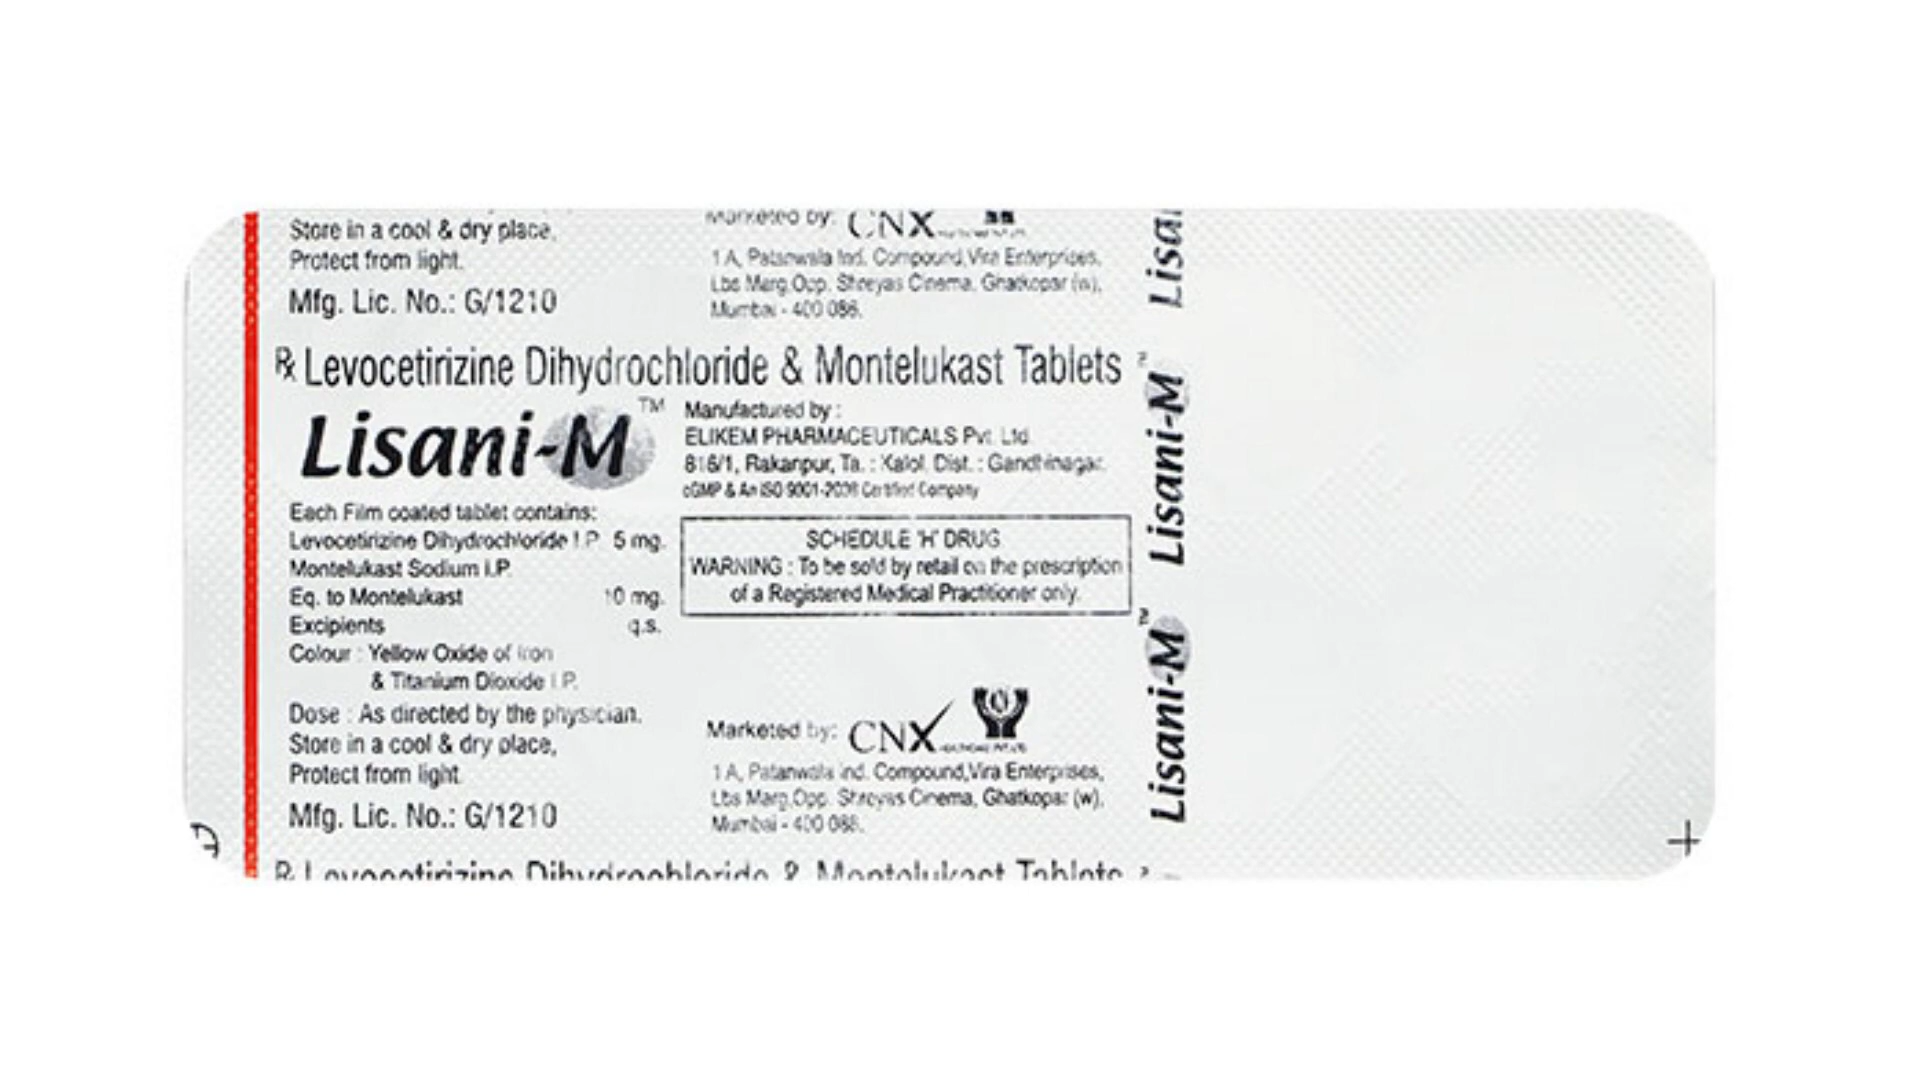 Store in a cool & dry place,
Protect from light.
Mfg. Lic. No.: G/1210
Marketed by: CNX
1 A, Patanwala Ind. Compound,Vira Enterprises,
Lbs Marg,Opp. Shreyas Cinema, Ghatkopar (w),
Mumbai - 400 086.
Rx Levocetirizine Dihydrochloride & Montelukast Tablets
Lisani-M™
Each Film coated tablet contains:
Levocetirizine Dihydrochloride I.P. 5 mg.
Montelukast Sodium I.P.
Eq. to Montelukast 10 mg.
Excipients q.s.
Colour : Yellow Oxide of Iron
& Titanium Dioxide I.P.
Dose : As directed by the physician.
Store in a cool & dry place,
Protect from light.
Mfg. Lic. No.: G/1210
Manufactured by :
ELIKEM PHARMACEUTICALS Pvt. Ltd.
816/1, Rakanpur, Ta. : Kalol, Dist. : Gandhinagar.
cGMP & An ISO 9001-2008 Certified Company
SCHEDULE 'H' DRUG
WARNING : To be sold by retail on the prescription
of a Registered Medical Practitioner only.
Marketed by: CNX
1 A, Patanwala Ind. Compound,Vira Enterprises,
Lbs Marg,Opp. Shreyas Cinema, Ghatkopar (w),
Mumbai - 400 086.
Rx Levocetirizine Dihydrochloride & Montelukast Tablets
Lisa
Lisani-M™
Lisani-M™